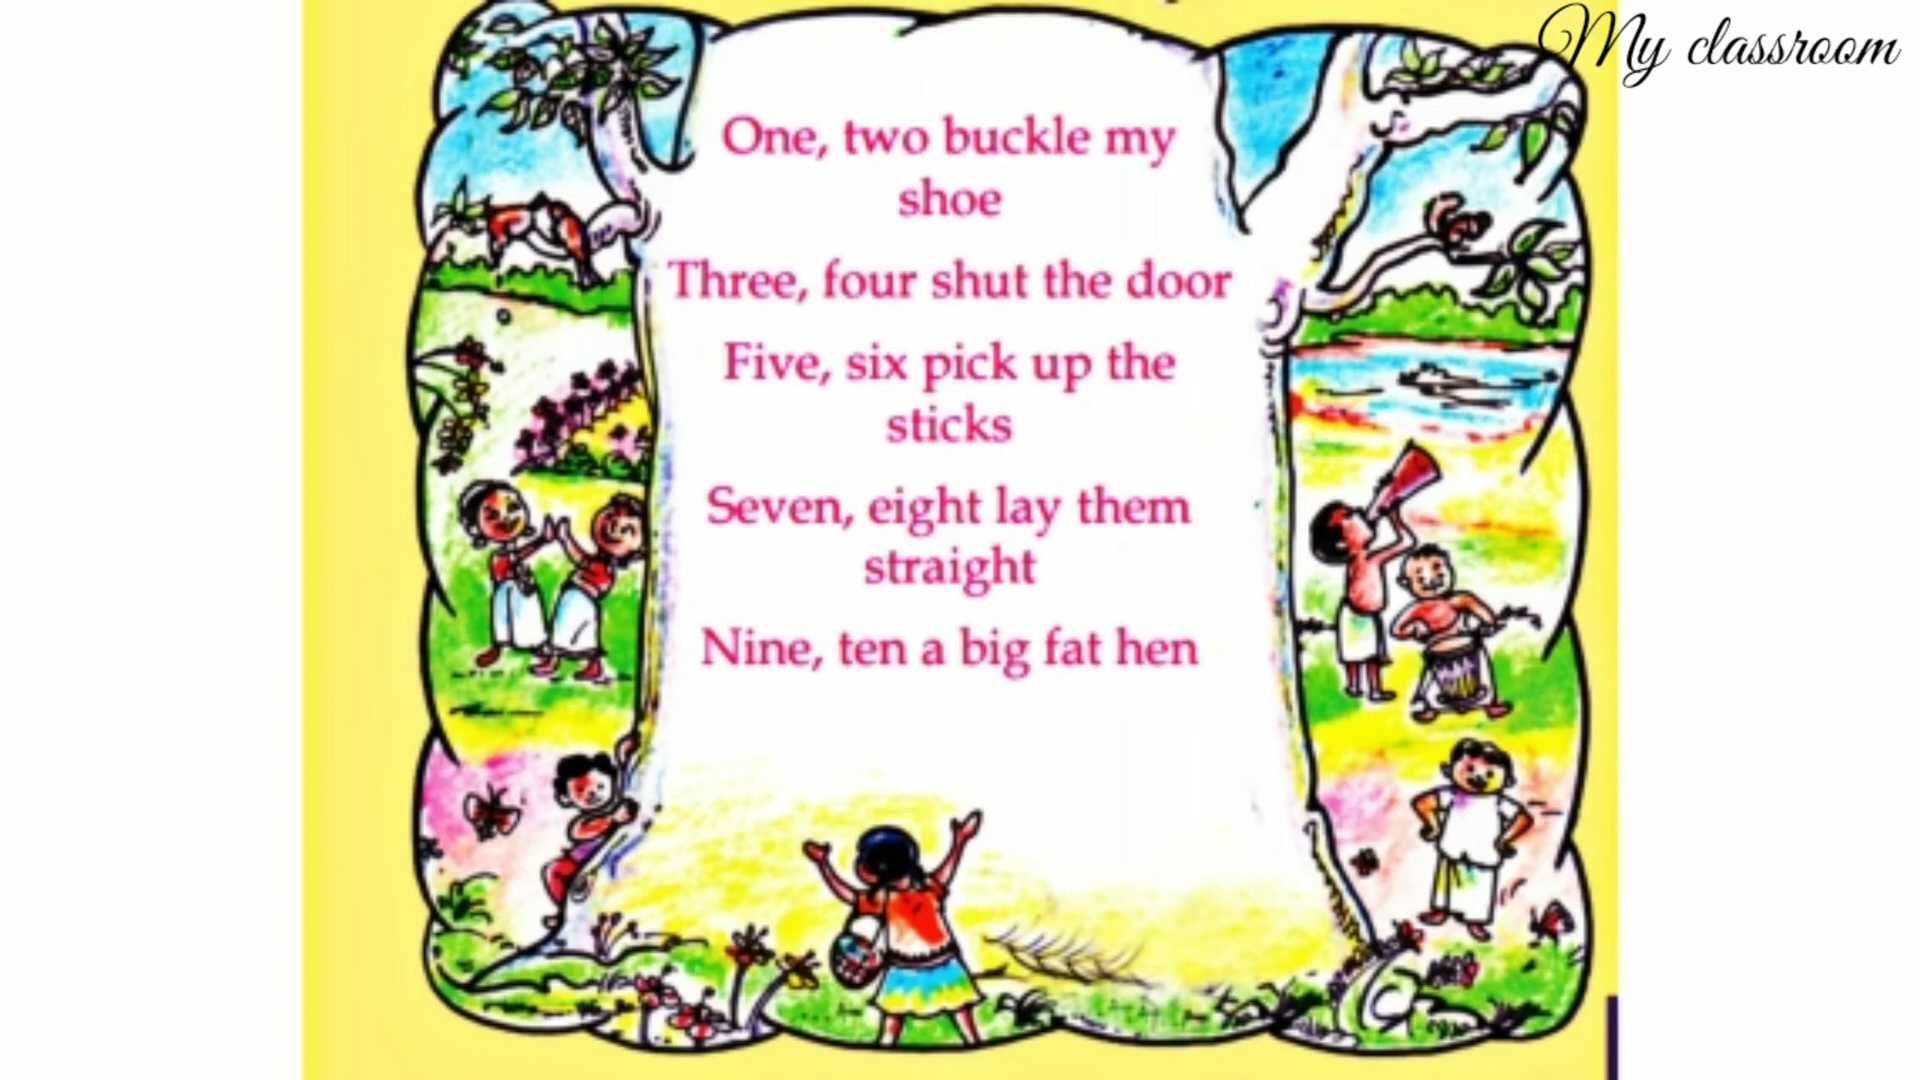 My classroom
One, two buckle my
shoe
Three, four shut the door
Five, six pick up the
sticks
Seven, eight lay them
straight
Nine, ten a big fat hen